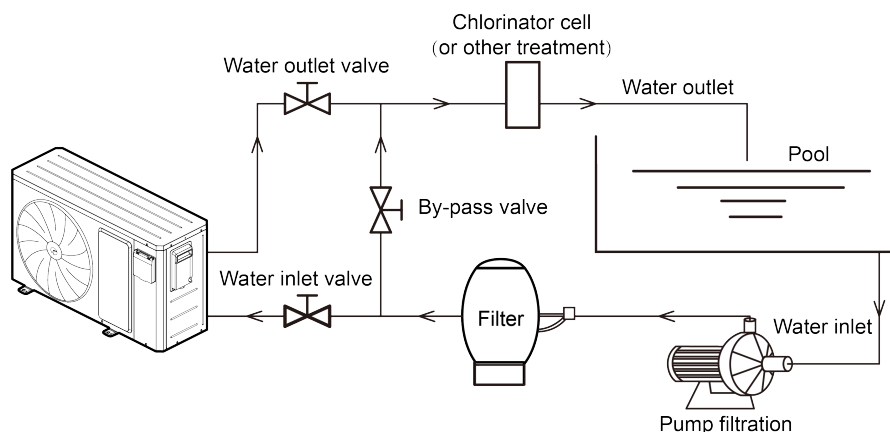 Chlorinator cell
(or other treatment)
Water outlet valve
Water outlet
Pool
By-pass valve
Water inlet valve
Filter
Water inlet
Pump filtration